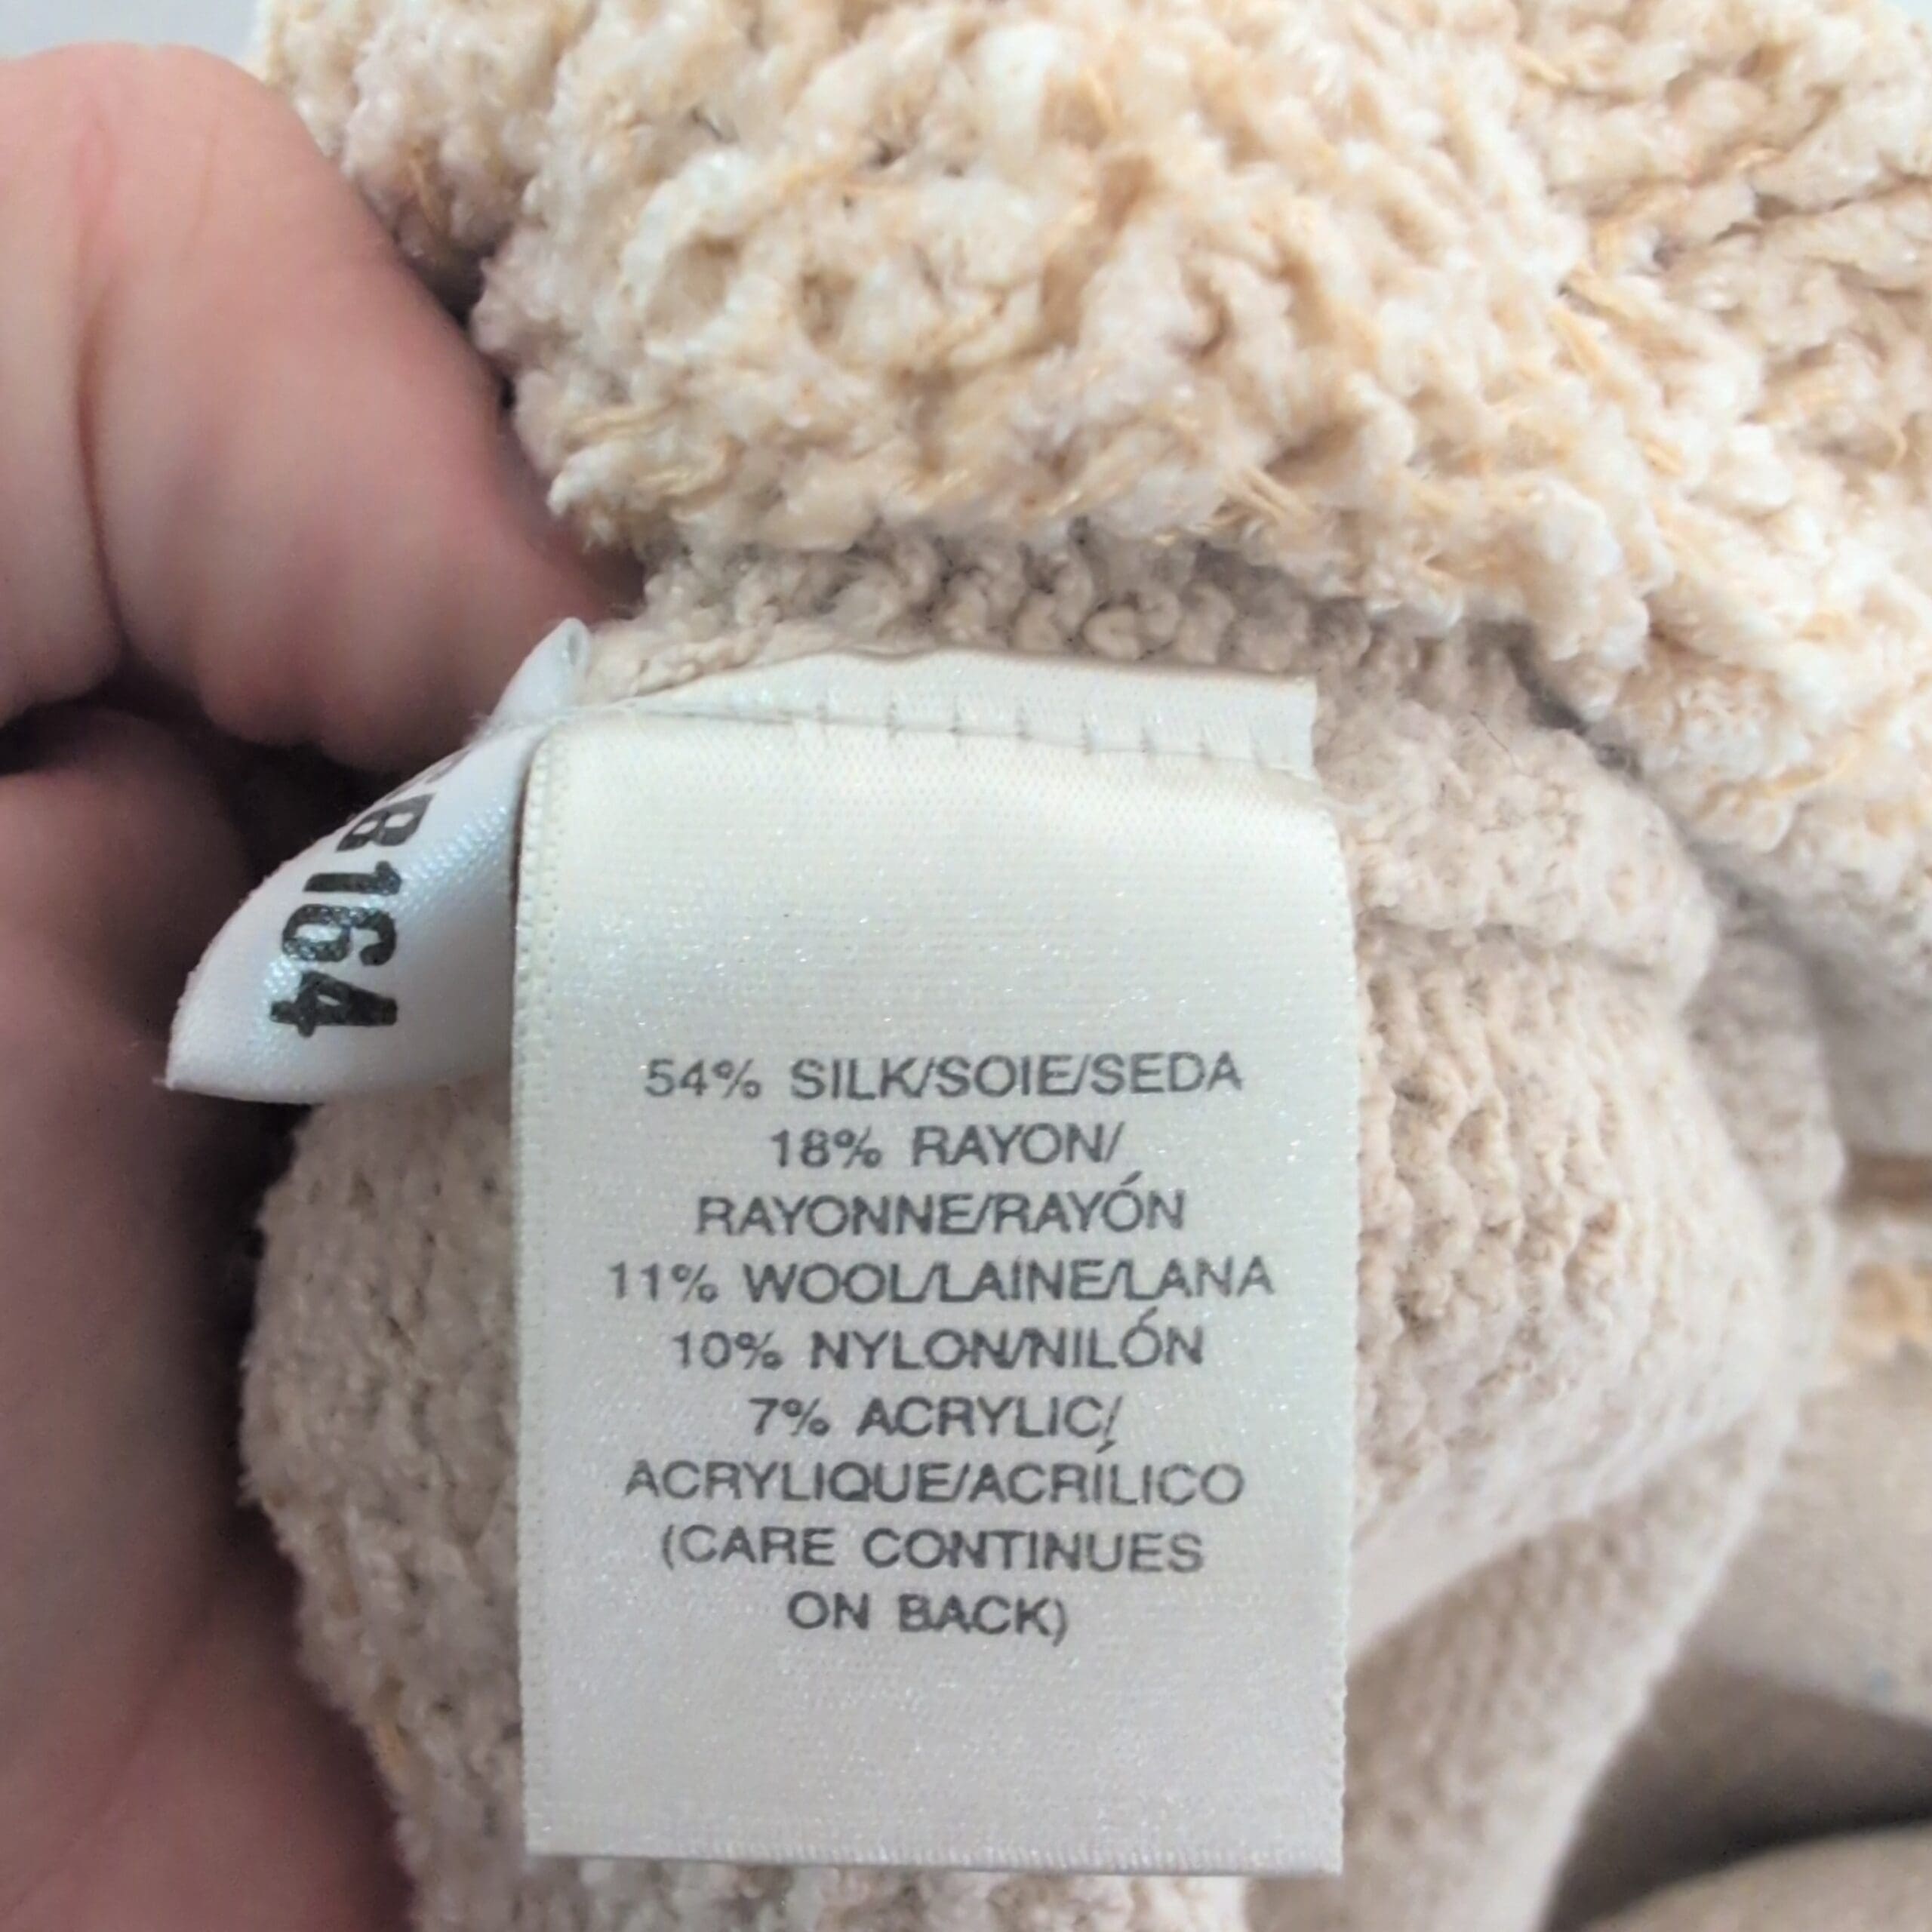 B164
54% SILK/SOIE/SEDA
18% RAYON/
RAYONNE/RAYÓN
11% WOOL/LAINE/LANA
10% NYLON/NILÓN
7% ACRYLIC/
ACRYLIQUE/ACRÍLICO
(CARE CONTINUES
ON BACK)